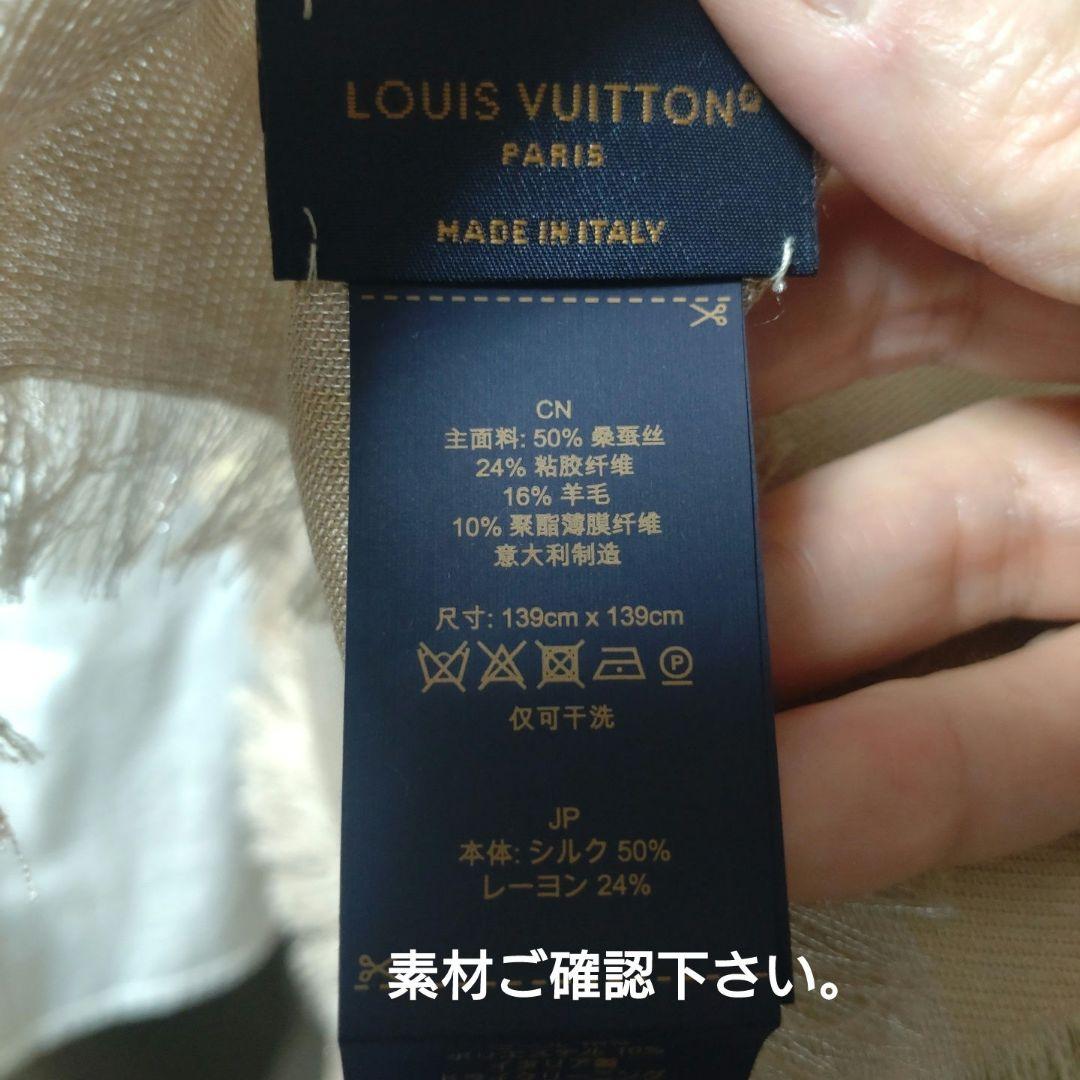 LOUIS VUITTON®
PARIS
MADE IN ITALY
CN
主面料: 50% 桑蚕丝
24% 粘胶纤维
16% 羊毛
10% 聚酯薄膜纤维
意大利制造
尺寸: 139cm x 139cm
P
仅可干洗
JP
本体: シルク 50%
レーヨン 24%
素材ご確認下さい。